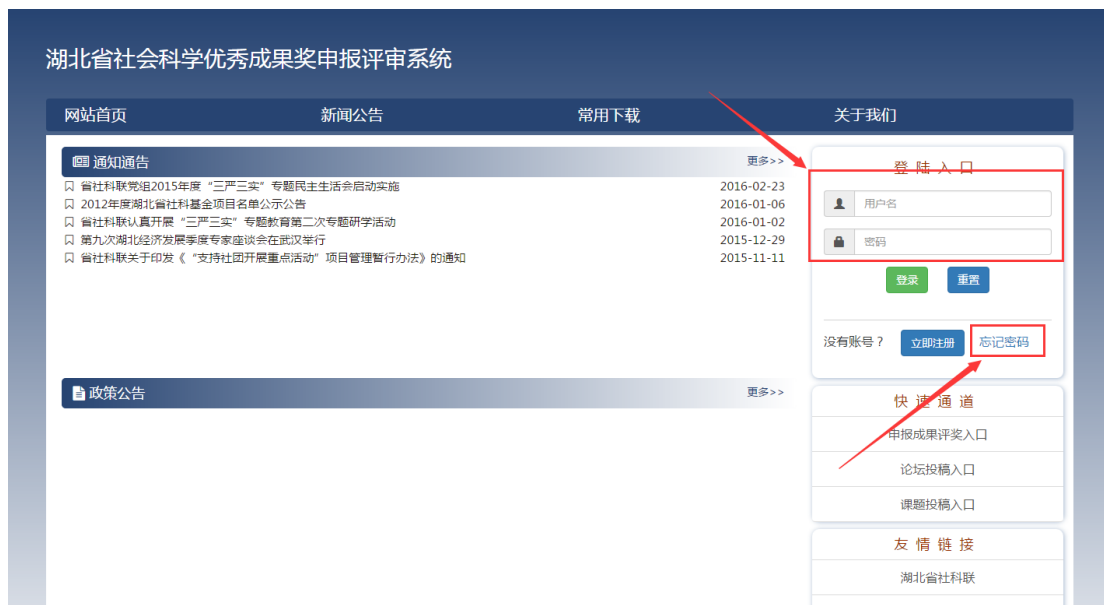 湖北省社会科学优秀成果奖申报评审系统
网站首页 新闻公告 常用下载 关于我们
通知通告 更多>>
省社科联党组2015年度“三严三实”专题民主生活会启动实施 2016-02-23
2012年度湖北省社科基金项目名单公示公告 2016-01-06
省社科联认真开展“三严三实”专题教育第二次专题研学活动 2016-01-02
第九次湖北经济发展季度专家座谈会在武汉举行 2015-12-29
省社科联关于印发《“支持社团开展重点活动”项目管理暂行办法》的通知 2015-11-11
登陆入口
用户名
密码
登录 重置
没有账号？ 立即注册 忘记密码
政策公告 更多>>
快速通道
申报成果评奖入口
论坛投稿入口
课题投稿入口
友情链接
湖北省社科联